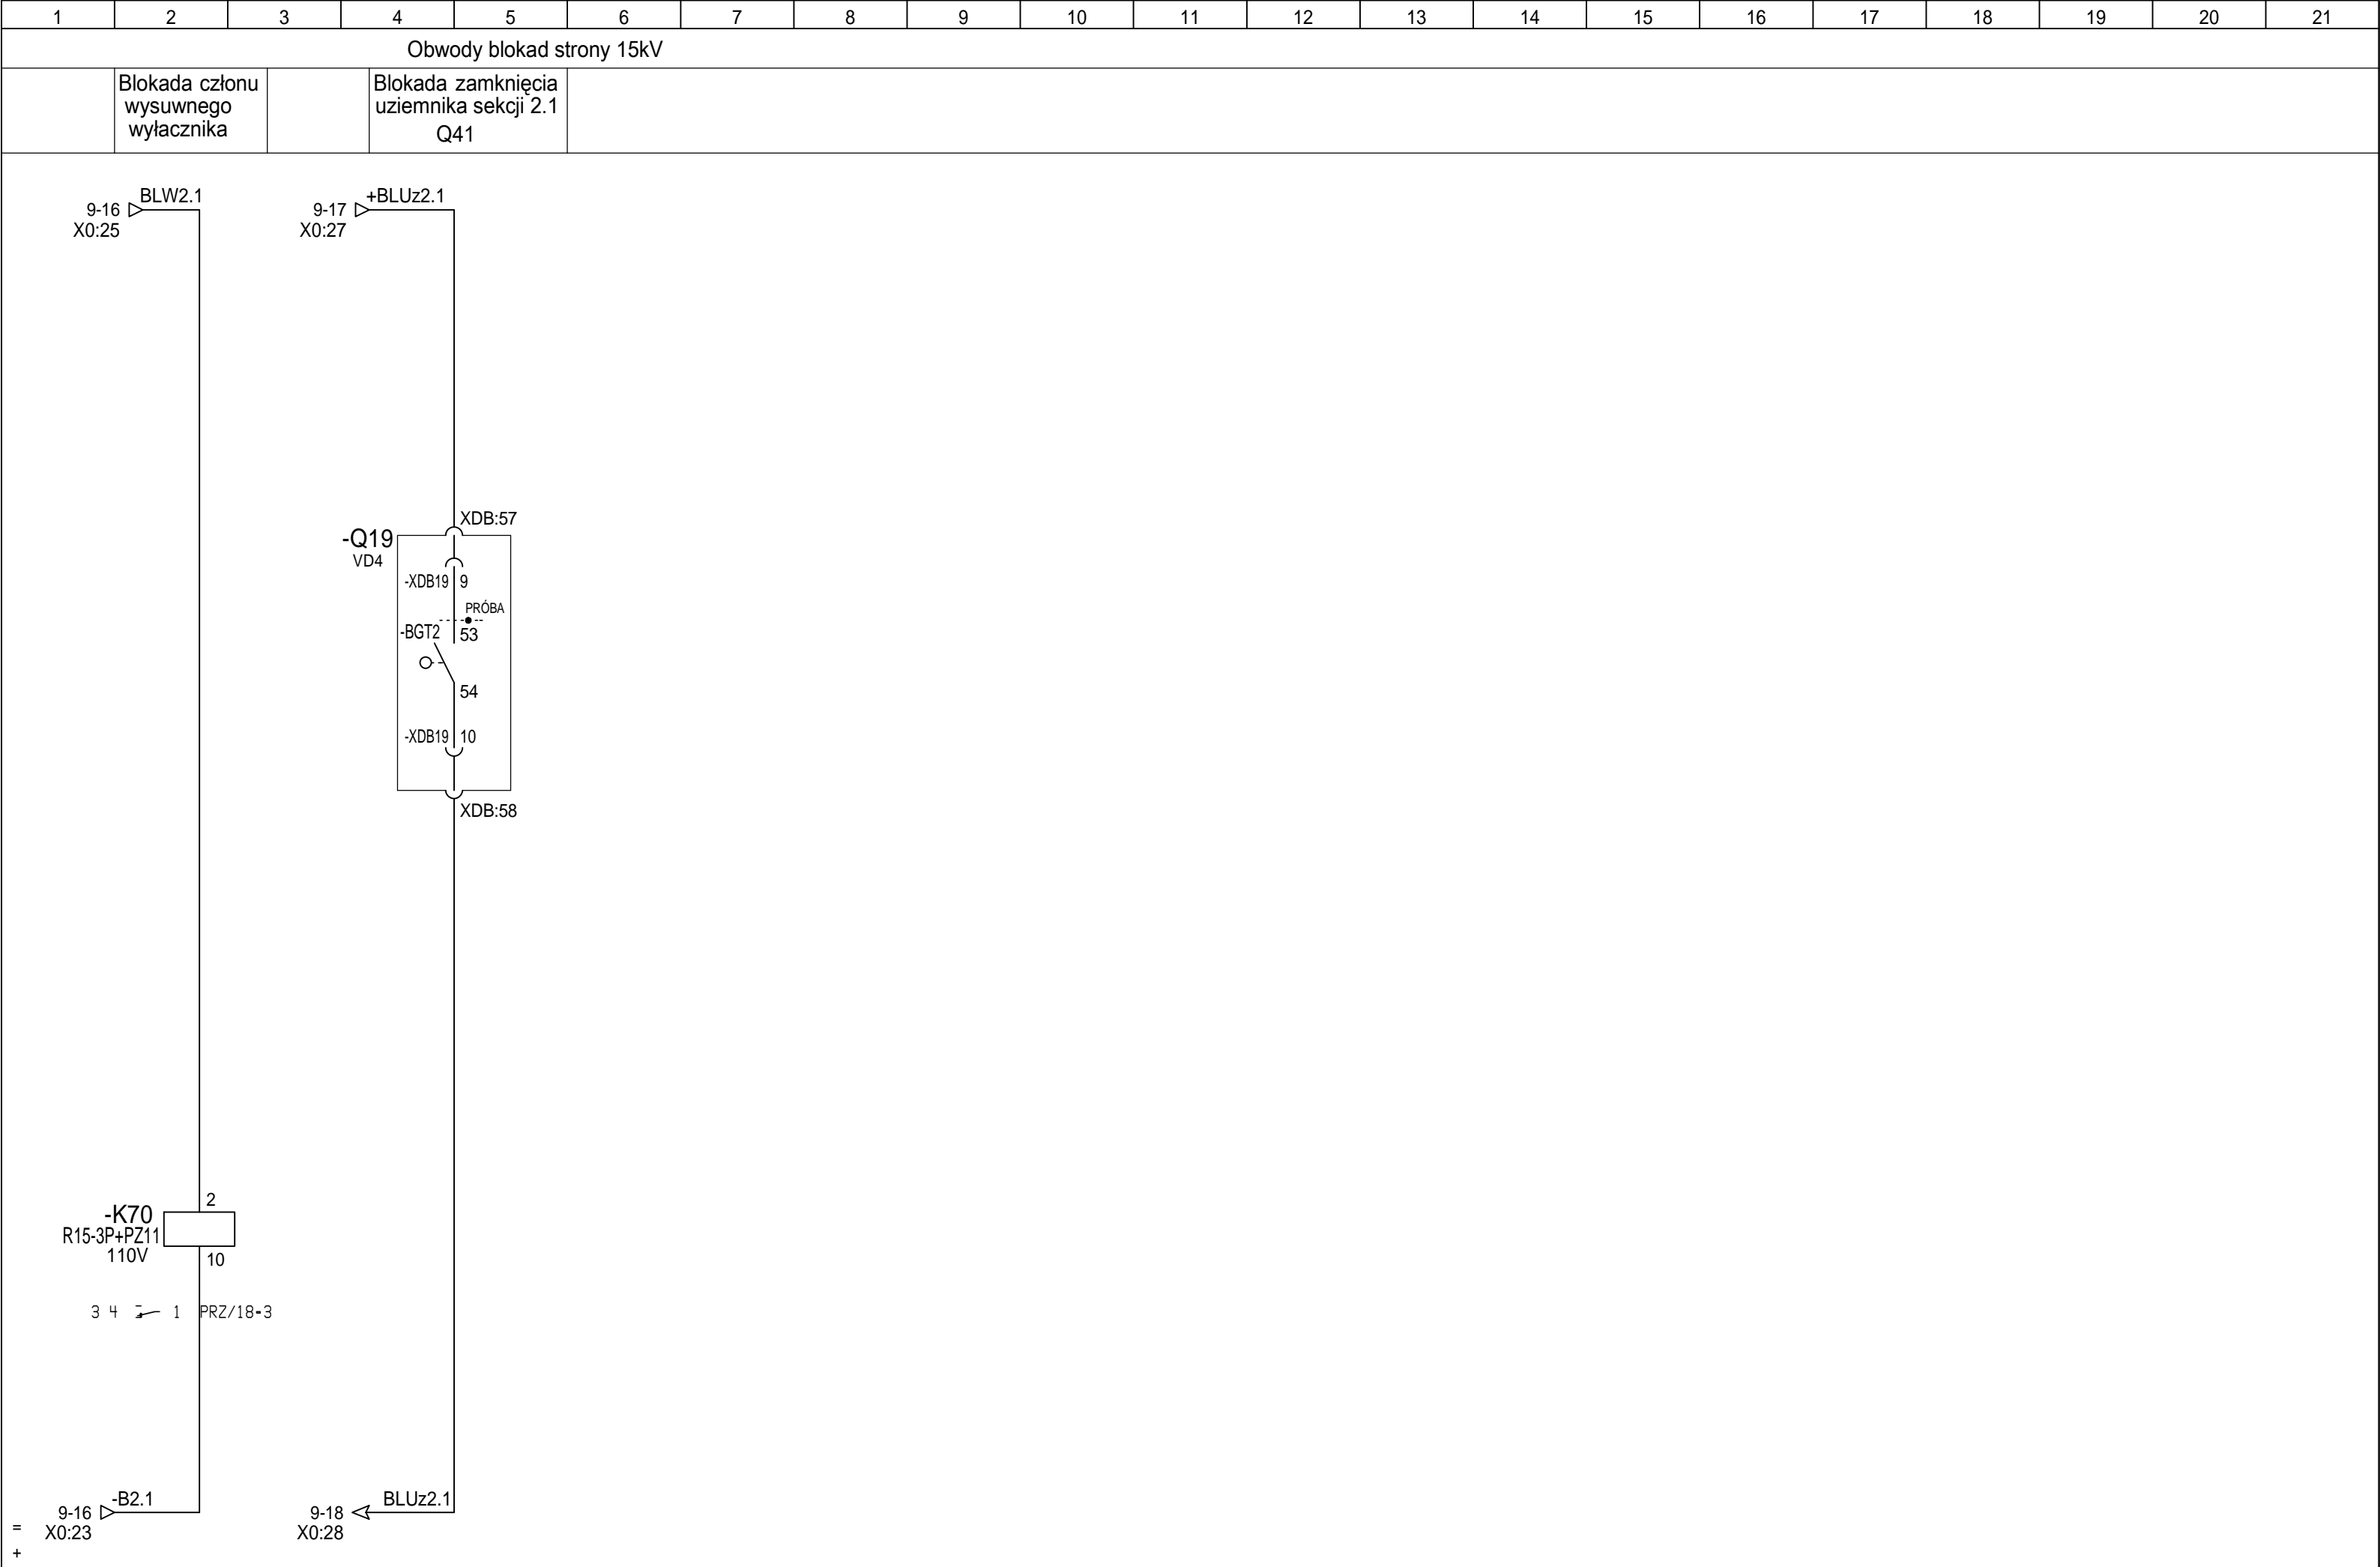 1 2 3 4 5 6 7 8 9 10 11 12 13 14 15 16 17 18 19 20 21
Obwody blokad strony 15kV
Blokada członu
wysuwnego
wyłacznika
Blokada zamknięcia
uziemnika sekcji 2.1
Q41
BLW2.1
9-16
X0:25
+BLUz2.1
9-17
X0:27
XDB:57
-Q19
VD4
-XDB19 9
PRÓBA
-BGT2 53
54
-XDB19 10
XDB:58
2
-K70
R15-3P+PZ11
110V
10
3 4 1 PRZ/18-3
-B2.1
9-16
X0:23
BLUz2.1
9-18
X0:28
=
+